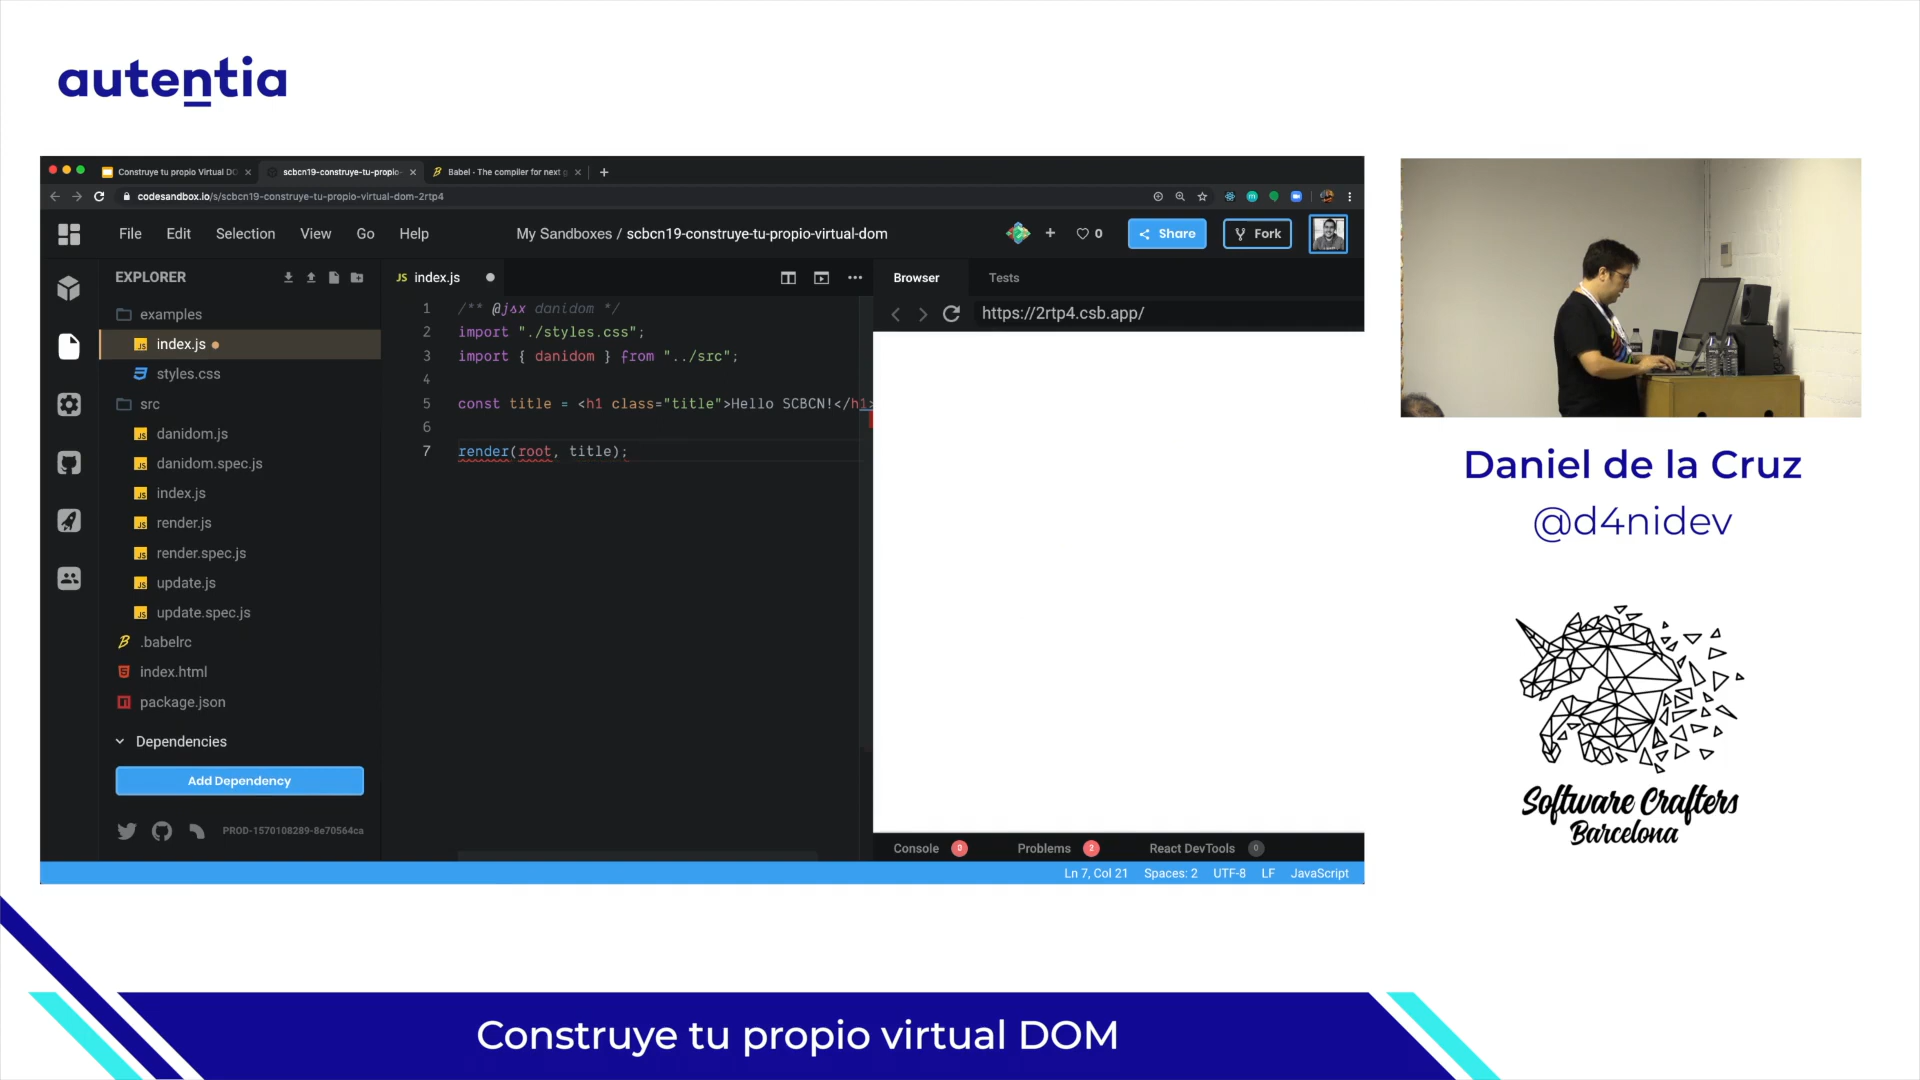 autentia
Construye tu propio Virtual DO
scbcn19-construye-tu-propio-
Babel · The compiler for next g
codesandbox.io/s/scbcn19-construye-tu-propio-virtual-dom-2rtp4
File Edit Selection View Go Help
My Sandboxes / scbcn19-construye-tu-propio-virtual-dom
0
Share
Fork
EXPLORER
examples
index.js
styles.css
src
danidom.js
danidom.spec.js
index.js
render.js
render.spec.js
update.js
update.spec.js
.babelrc
index.html
package.json
Dependencies
Add Dependency
PROD-1570108289-8e70564ca
JS index.js
1 /** @jsx danidom */
2 import "./styles.css";
3 import { danidom } from "../src";
4
5 const title = <h1 class="title">Hello SCBCN!</h1>
6
7 render(root, title);
Browser Tests
https://2rtp4.csb.app/
Console 0 Problems 2 React DevTools 0
Ln 7, Col 21 Spaces: 2 UTF-8 LF JavaScript
Daniel de la Cruz
@d4nidev
Software Crafters
Barcelona
Construye tu propio virtual DOM